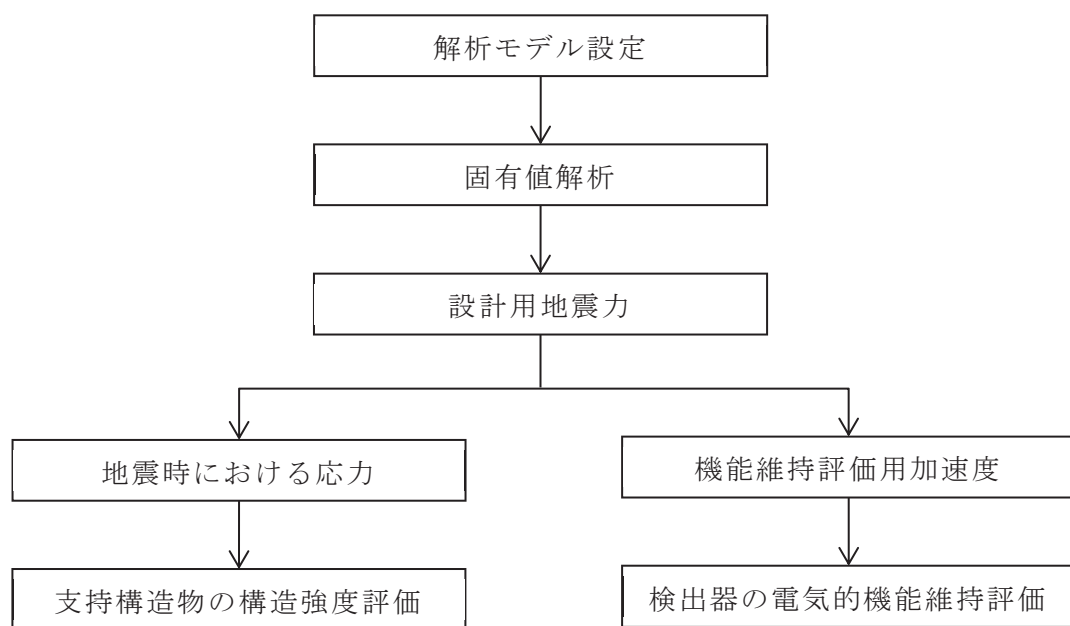 解析モデル設定
固有値解析
設計用地震力
地震時における応力
機能維持評価用加速度
支持構造物の構造強度評価
検出器の電気的機能維持評価